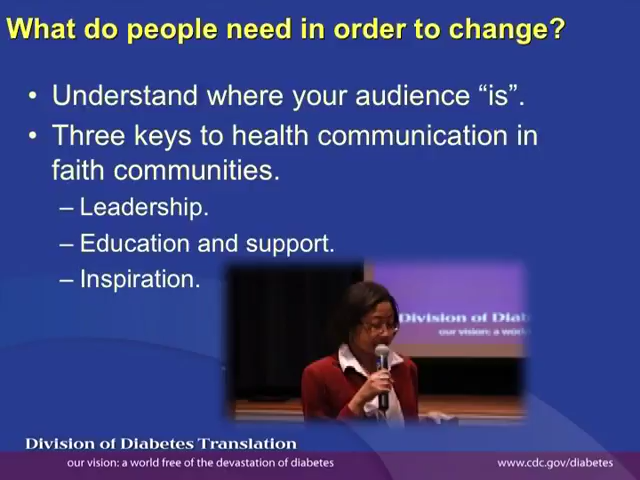 What do people need in order to change?
• Understand where your audience “is”.
• Three keys to health communication in
faith communities.
– Leadership.
– Education and support.
– Inspiration.
Division of Diab
our vision: a world
Division of Diabetes Translation
our vision: a world free of the devastation of diabetes
www.cdc.gov/diabetes